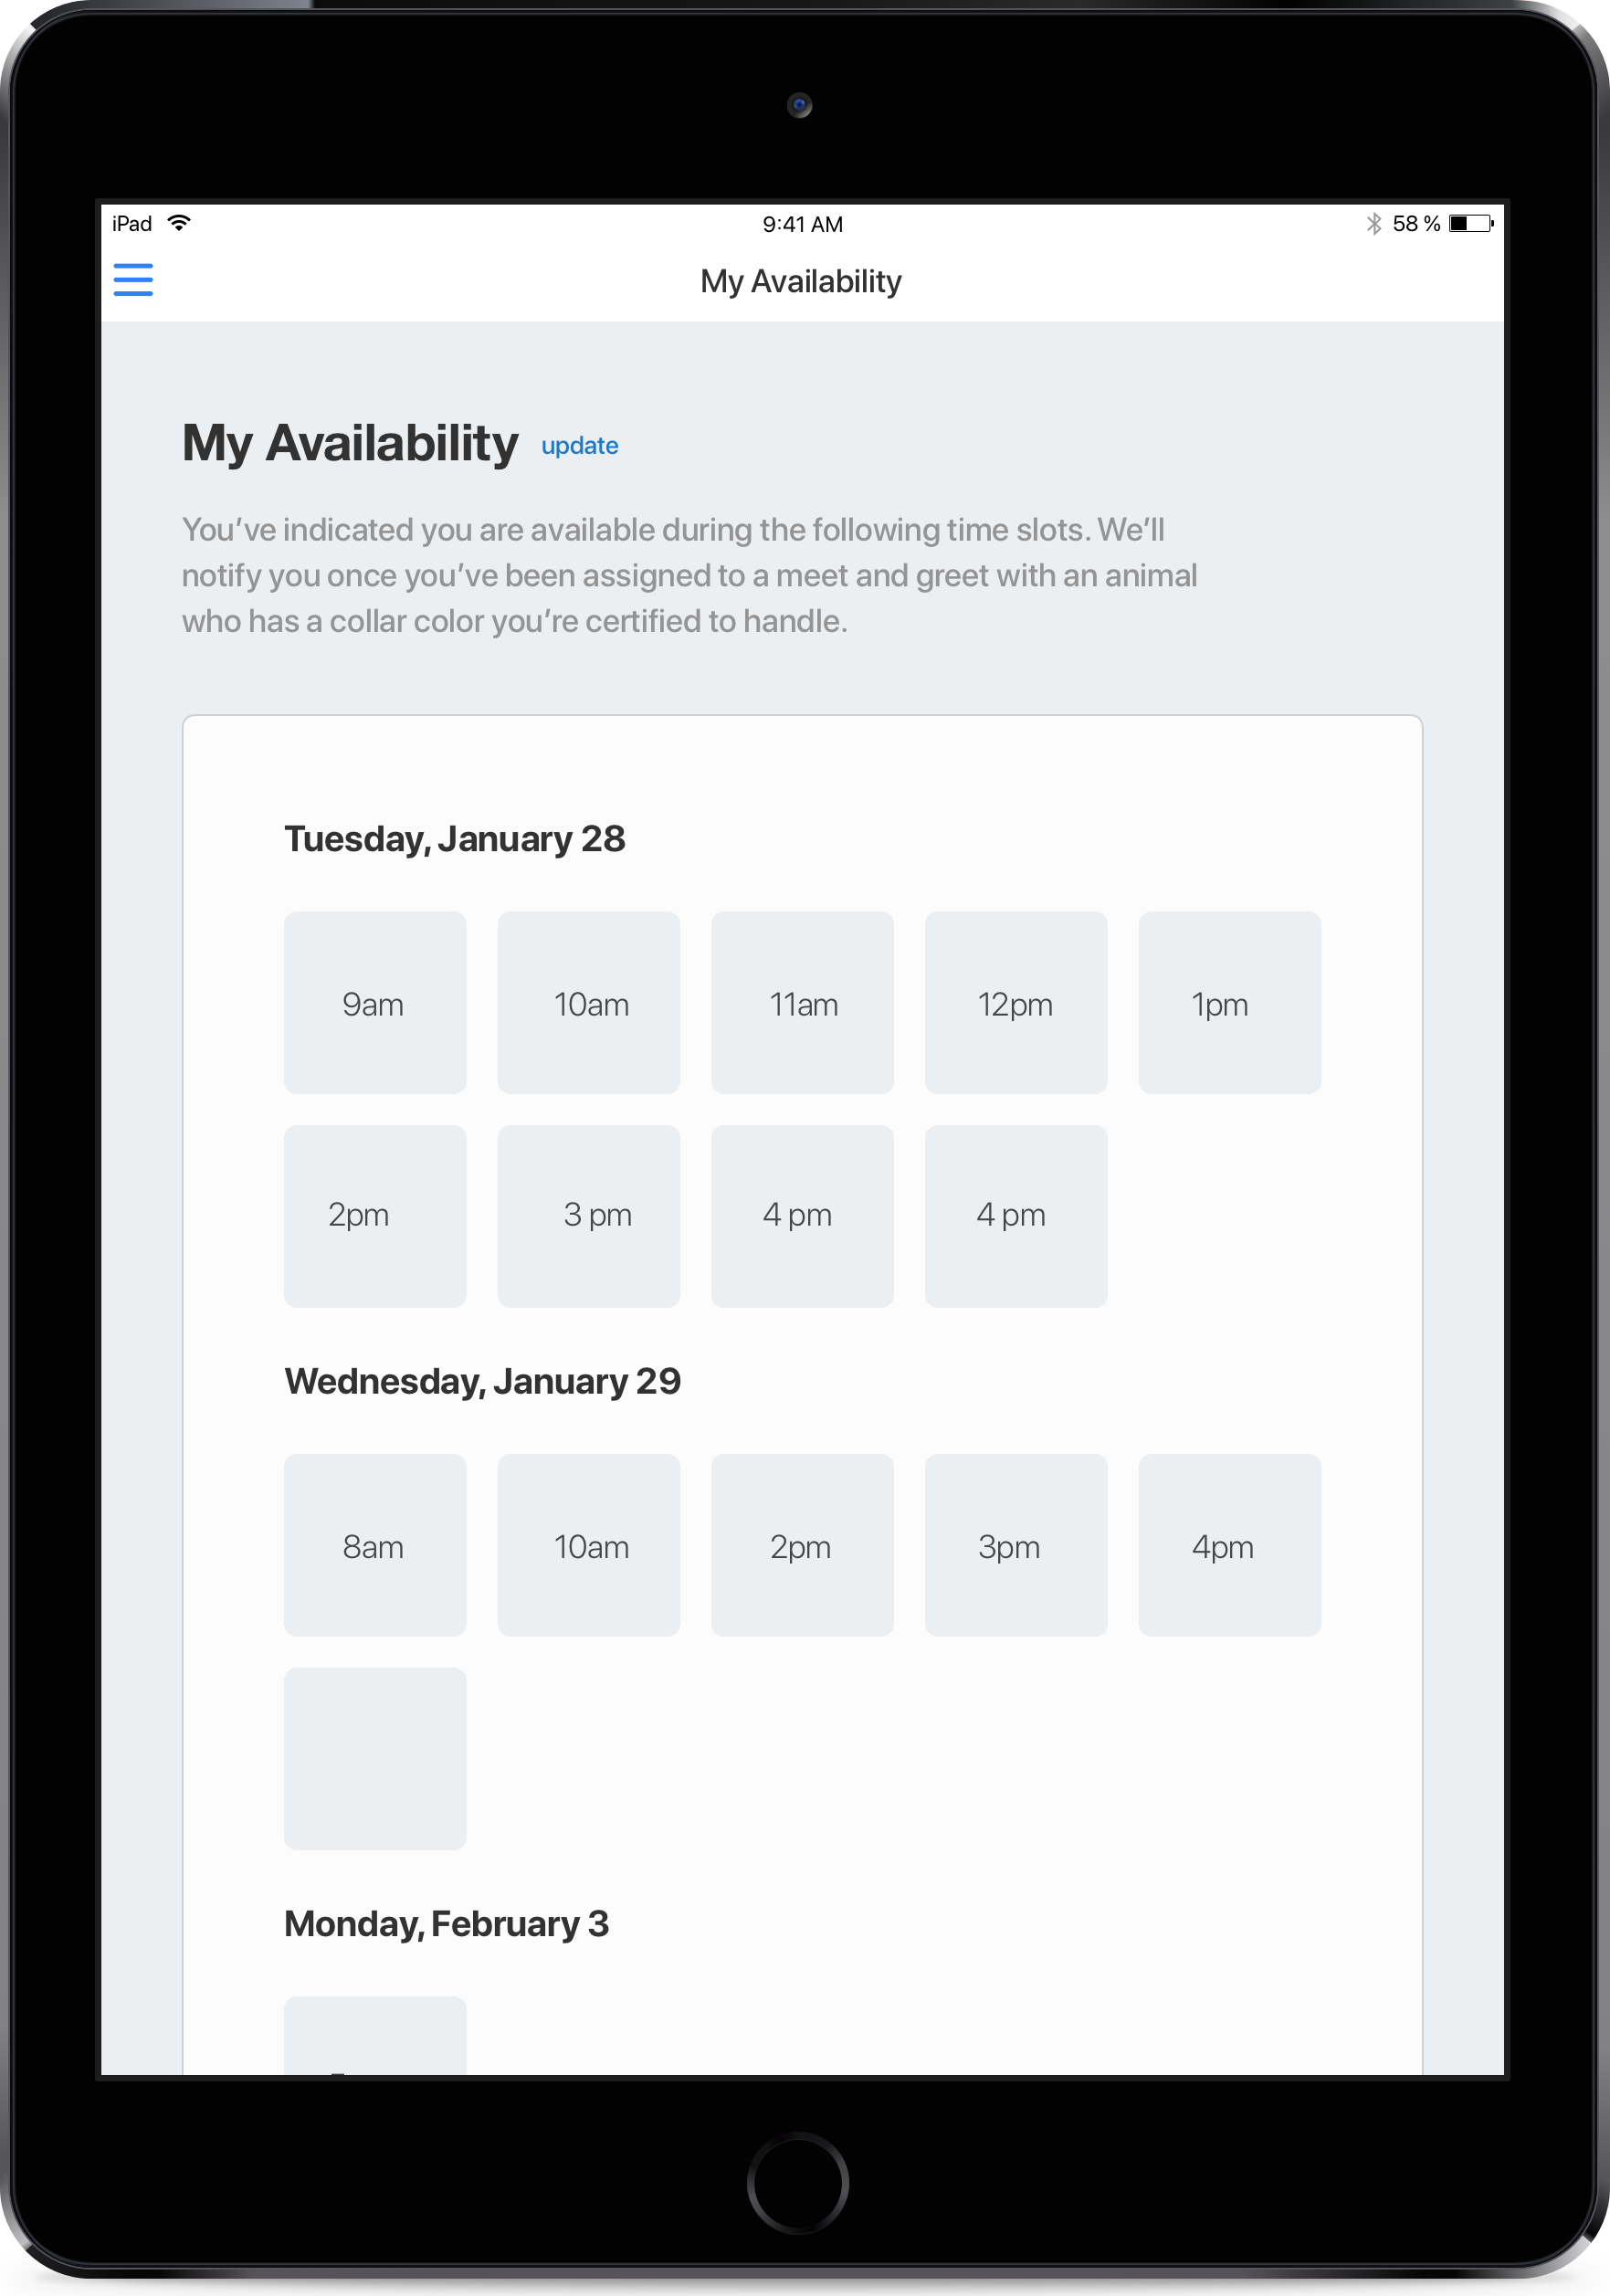 iPad 9:41 AM 58 %
My Availability
My Availability update
You’ve indicated you are available during the following time slots. We’ll
notify you once you’ve been assigned to a meet and greet with an animal
who has a collar color you’re certified to handle.
Tuesday, January 28
9am 10am 11am 12pm 1pm
2pm 3 pm 4 pm 4 pm
Wednesday, January 29
8am 10am 2pm 3pm 4pm
Monday, February 3